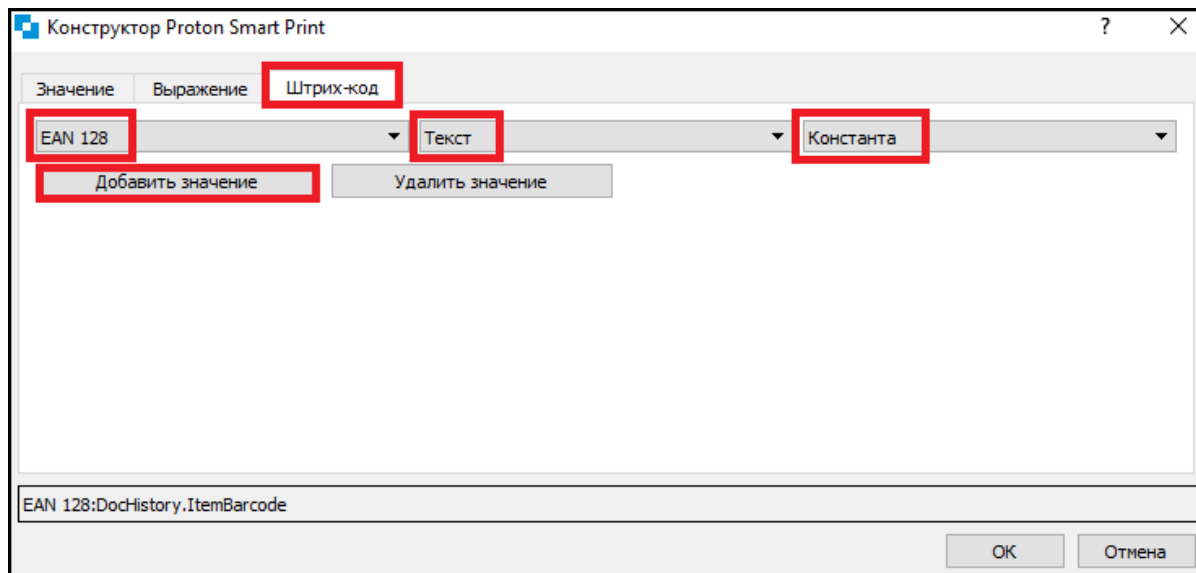 Конструктор Proton Smart Print ?
Значение Выражение Штрих-код
EAN 128 Текст Константа
Добавить значение Удалить значение
EAN 128:DocHistory.ItemBarcode
ОК Отмена